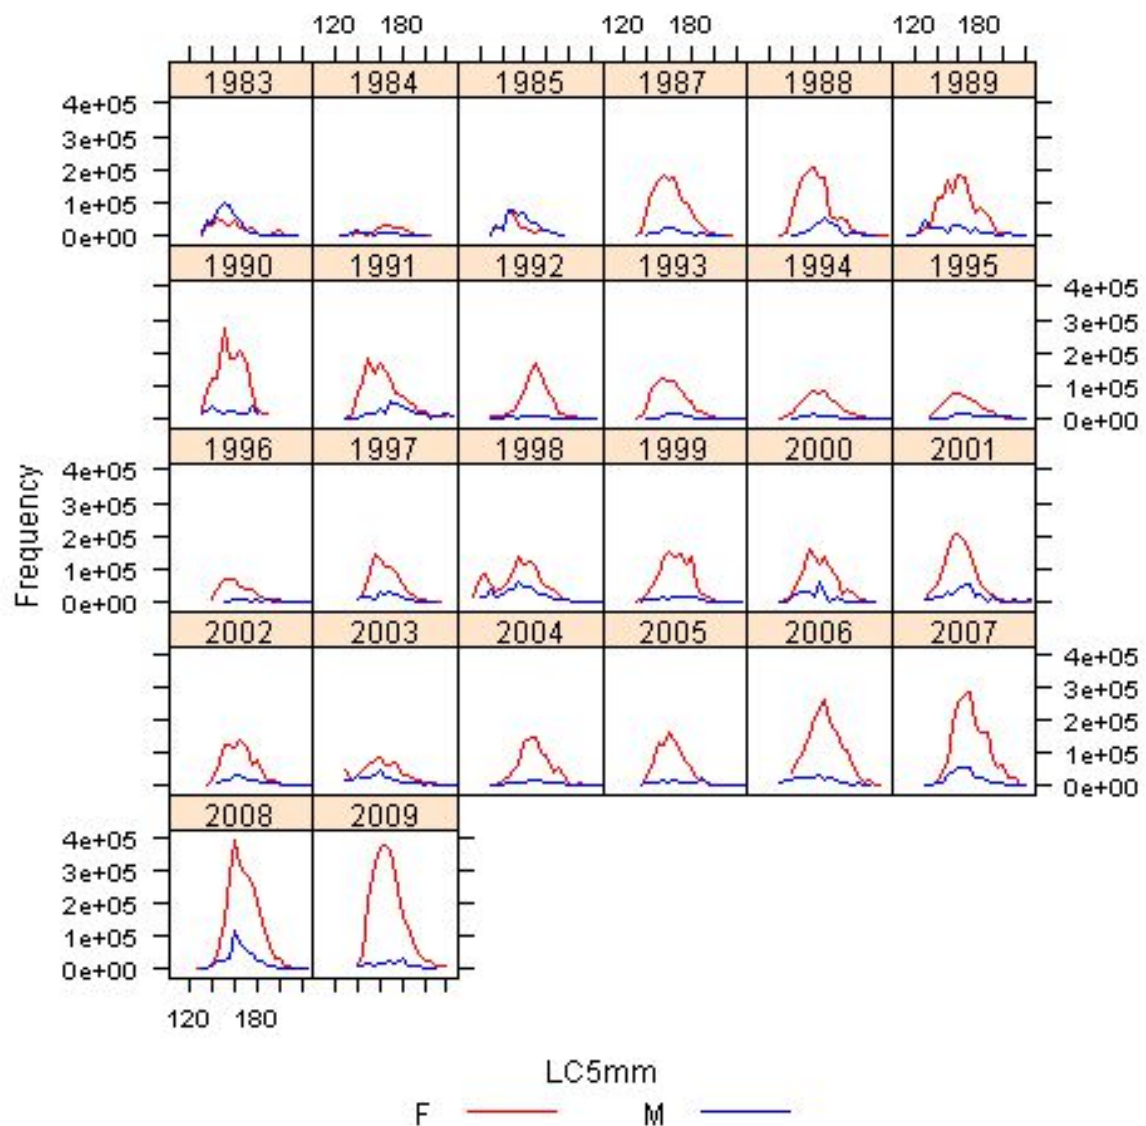 120 180 120 180 120 180
1983 1984 1985 1987 1988 1989
4e+05
3e+05
2e+05
1e+05
0e+00
1990 1991 1992 1993 1994 1995
4e+05
3e+05
2e+05
1e+05
0e+00
1996 1997 1998 1999 2000 2001
4e+05
3e+05
2e+05
1e+05
0e+00
Frequency
2002 2003 2004 2005 2006 2007
4e+05
3e+05
2e+05
1e+05
0e+00
2008 2009
4e+05
3e+05
2e+05
1e+05
0e+00
120 180
LC5mm
F M